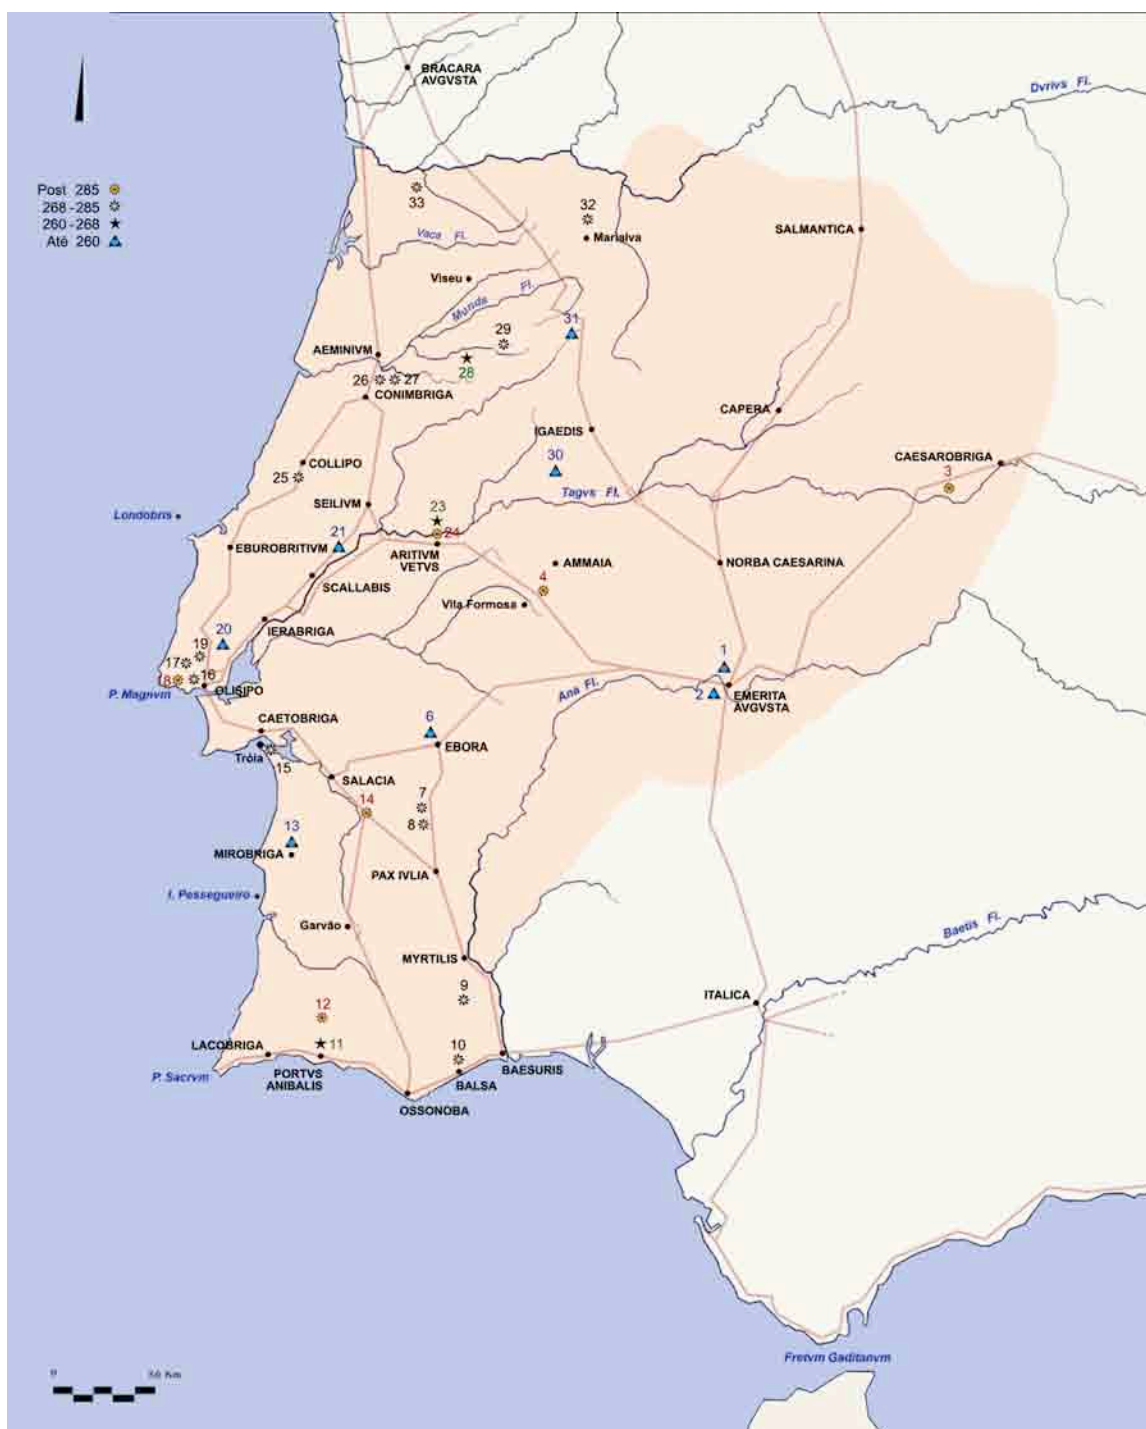 BRACARA
AVGVSTA
Dvrivs Fl.
Post 285
268-285
260-268
Até 260
33
32
Marialva
SALMANTICA
Vaca Fl.
Viseu
Munda Fl.
31
29
28
AEMINIVM
26
27
CONIMBRIGA
CAPERA
IGAEDIS
CAESAROBRIGA
COLLIPO
30
3
25
SEILIVM
Tagvs Fl.
23
Londobris
24
21
EBUROBRITIVM
ARITIVM
VETVS
AMMAIA
NORBA CAESARINA
SCALLABIS
4
Vila Formosa
IERABRIGA
20
19
17
1
18
16
OLISIPO
P. Magnvm
Ana Fl.
2
EMERITA
AVGVSTA
CAETOBRIGA
6
EBORA
Tróia
15
SALACIA
14
7
8
13
MIROBRIGA
PAX IVLIA
I. Pessegueiro
Garvão
Baetis Fl.
MYRTILIS
9
ITALICA
12
11
10
LACOBRIGA
BAESURIS
PORTVS
ANIBALIS
P. Sacrvm
BALSA
OSSONOBA
Fretvm Gaditanvm
0